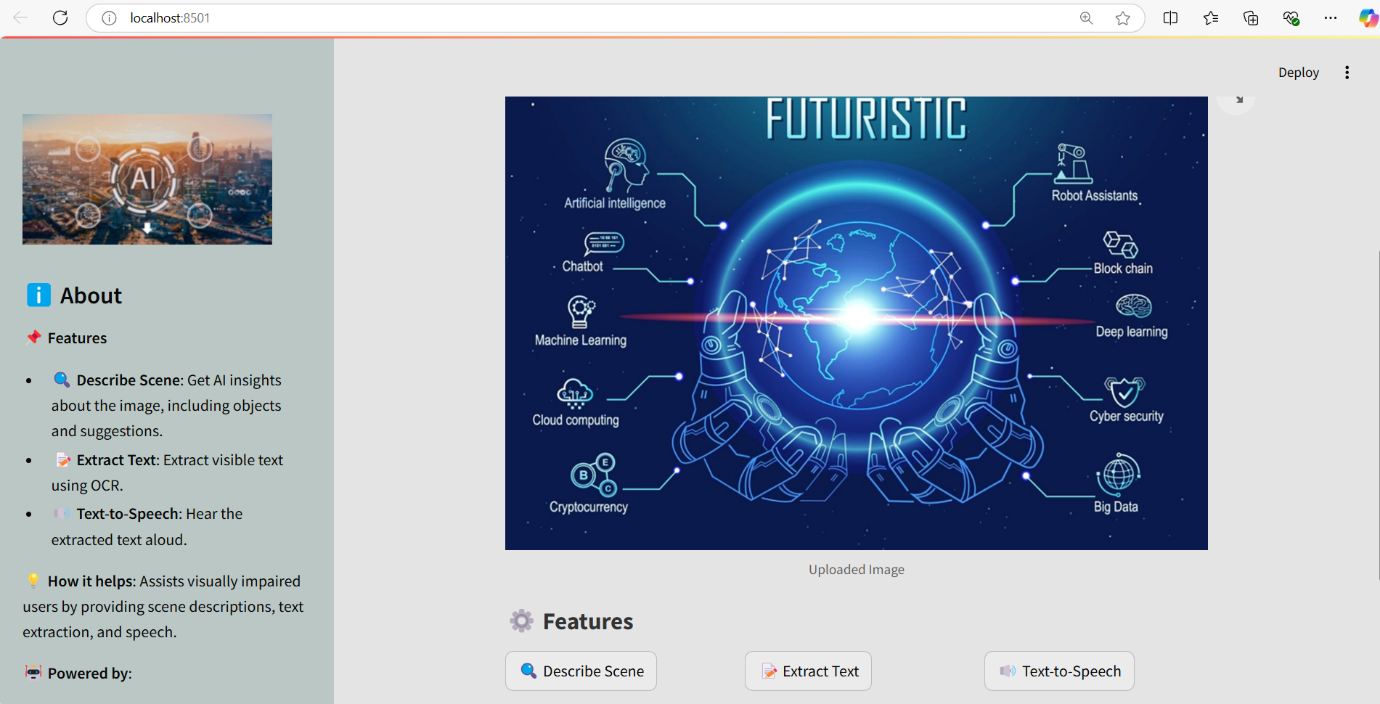 localhost:8501
Deploy
AI
About
Features
Describe Scene: Get AI insights
about the image, including objects
and suggestions.
Extract Text: Extract visible text
using OCR.
Text-to-Speech: Hear the
extracted text aloud.
How it helps: Assists visually impaired
users by providing scene descriptions, text
extraction, and speech.
Powered by:
FUTURISTIC
Artificial intelligence
Chatbot
Machine Learning
Cloud computing
B E C
Cryptocurrency
Robot Assistants
Block chain
Deep learning
Cyber security
Big Data
Uploaded Image
Features
Describe Scene
Extract Text
Text-to-Speech